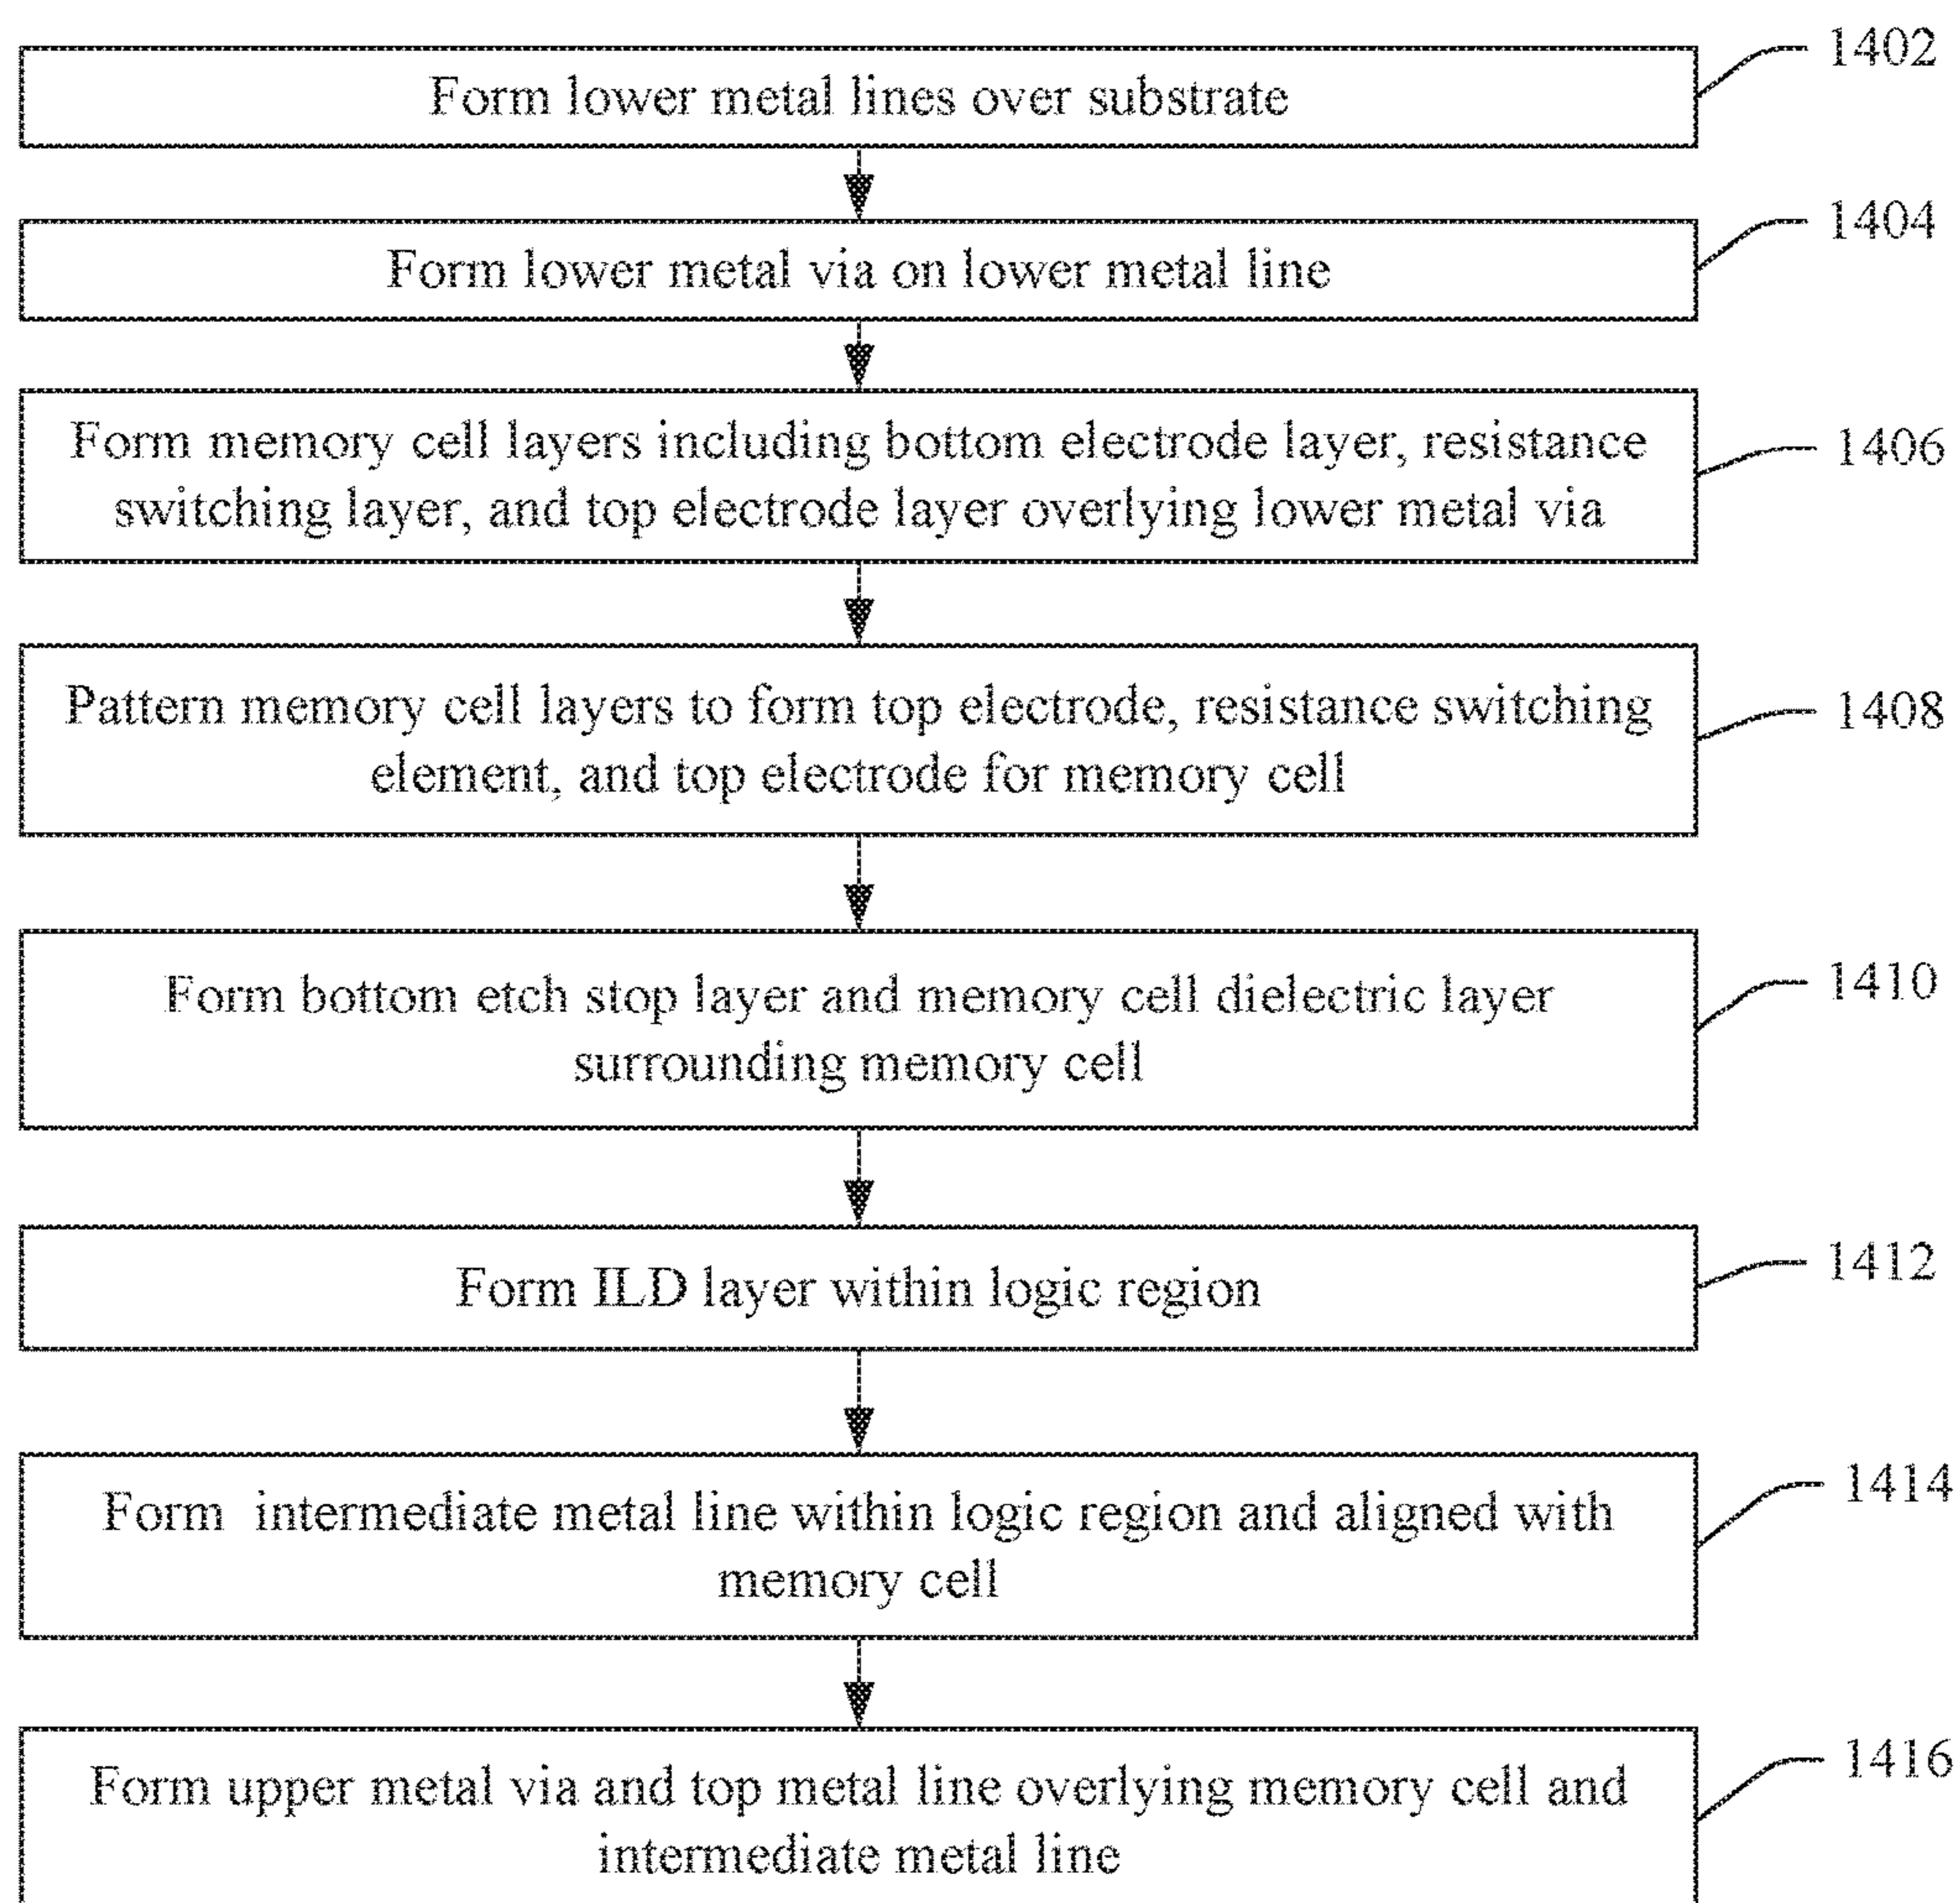 Form lower metal lines over substrate
1402
Form lower metal via on lower metal line
1404
Form memory cell layers including bottom electrode layer, resistance
switching layer, and top electrode layer overlying lower metal via
1406
Pattern memory cell layers to form top electrode, resistance switching
element, and top electrode for memory cell
1408
Form bottom etch stop layer and memory cell dielectric layer
surrounding memory cell
1410
Form ILD layer within logic region
1412
Form intermediate metal line within logic region and aligned with
memory cell
1414
Form upper metal via and top metal line overlying memory cell and
intermediate metal line
1416